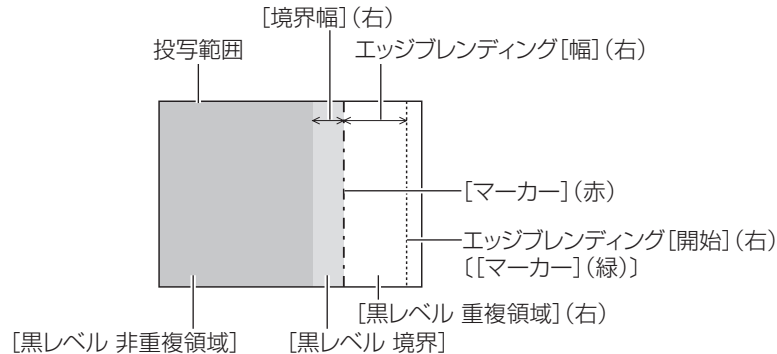 [境界幅](右)
投写範囲
エッジブレンディング[幅](右)
[マーカー](赤)
エッジブレンディング[開始](右)
〔[マーカー](緑)〕
[黒レベル 重複領域](右)
[黒レベル 非重複領域]
[黒レベル 境界]